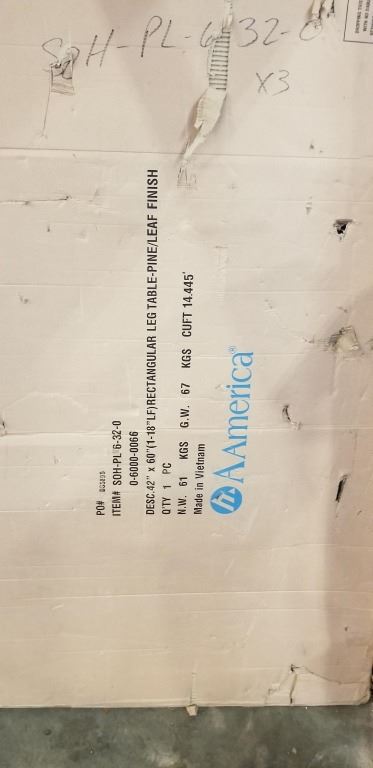 SOH-PL-6-32-0
X3
PO#
ITEM# SOH-PL 6-32-0
0-6000-0066
DESC.42" x 60"(1-18"LF)RECTANGULAR LEG TABLE-PINE/LEAF FINISH
Q'TY 1 PC
N.W. 61 KGS G.W. 67 KGS CUFT 14.445'
Made in Vietnam
AAmerica®